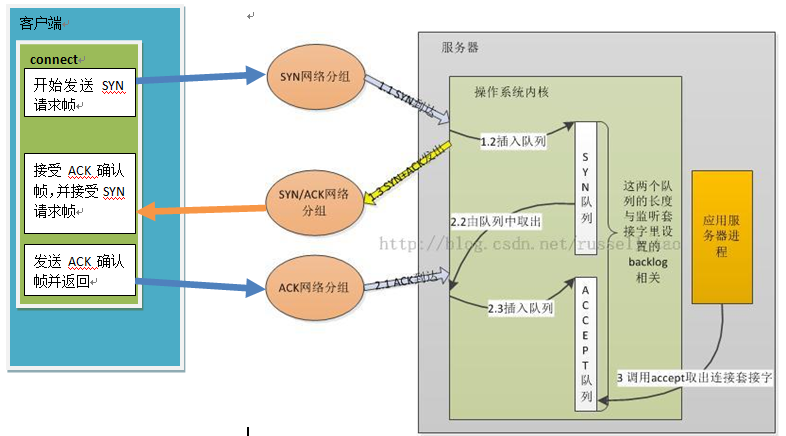 客户端
connect
开始发送 SYN
请求帧
接受 ACK 确认
帧,并接受 SYN
请求帧
发送 ACK 确认
帧并返回
SYN网络分组
SYN/ACK网络
分组
ACK网络分组
1.1 SYN到达
SYN+ACK发出
2.1 ACK到达
服务器
操作系统内核
1.2插入队列
SYN队列
2.2由队列中取出
2.3插入队列
ACCEPT队列
这两个队
列的长度
与监听套
接字里设
置的
backlog
相关
应用服
务器进
程
3 调用accept取出连接套接字